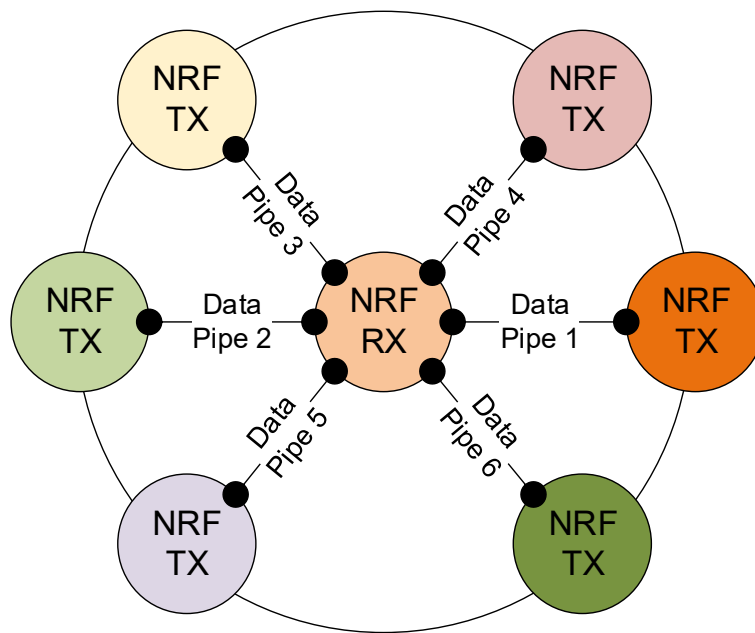 NRF
TX
NRF
TX
Data
Pipe 3
Data
Pipe 4
NRF
TX
Data
Pipe 2
NRF
RX
Data
Pipe 1
NRF
TX
Data
Pipe 5
Data
Pipe 6
NRF
TX
NRF
TX